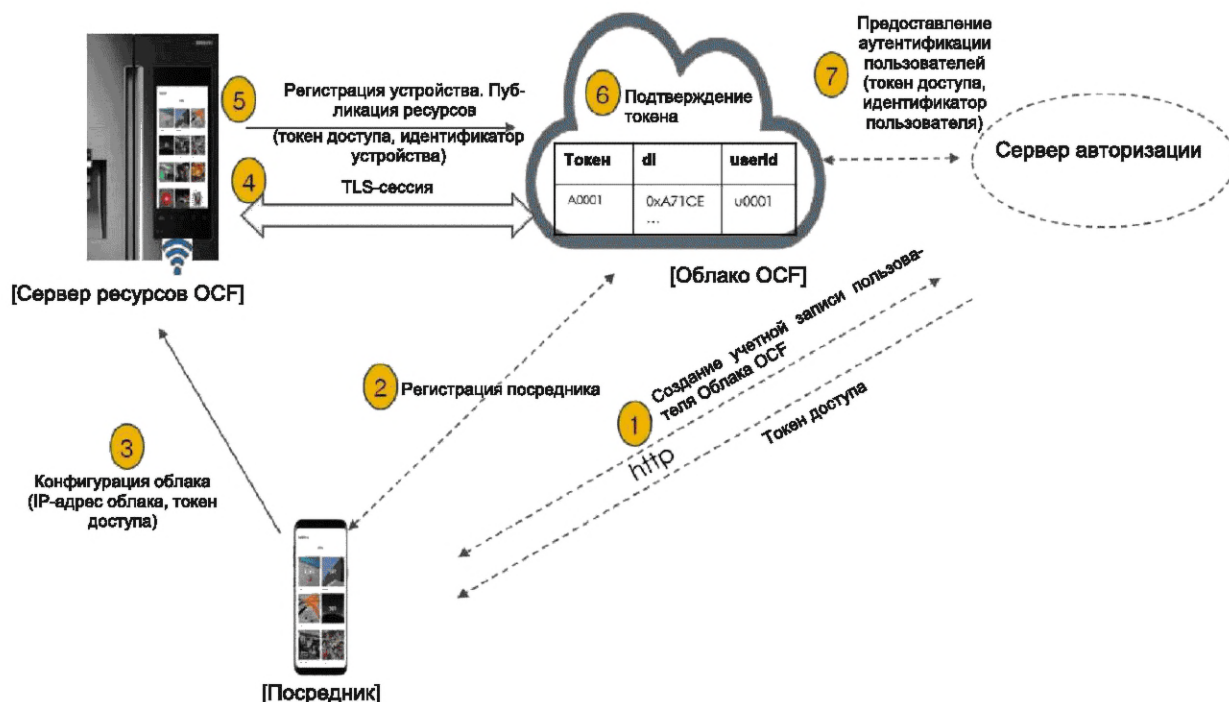 5
Регистрация устройства. Пуб-
ликация ресурсов
(токен доступа, идентификатор
устройства)
4
TLS-сессия
[Сервер ресурсов OCF]
6
Подтверждение
токена
Токен di userid
A0001 0xA71CE u0001
...
[Облако OCF]
7
Предоставление
аутентификации
пользователей
(токен доступа,
идентификатор
пользователя)
Сервер авторизации
2
Регистрация посредника
1
Создание учетной записи пользова-
теля Облака OCF
http
Токен доступа
3
Конфигурация облака
(IP-адрес облака, токен
доступа)
[Посредник]